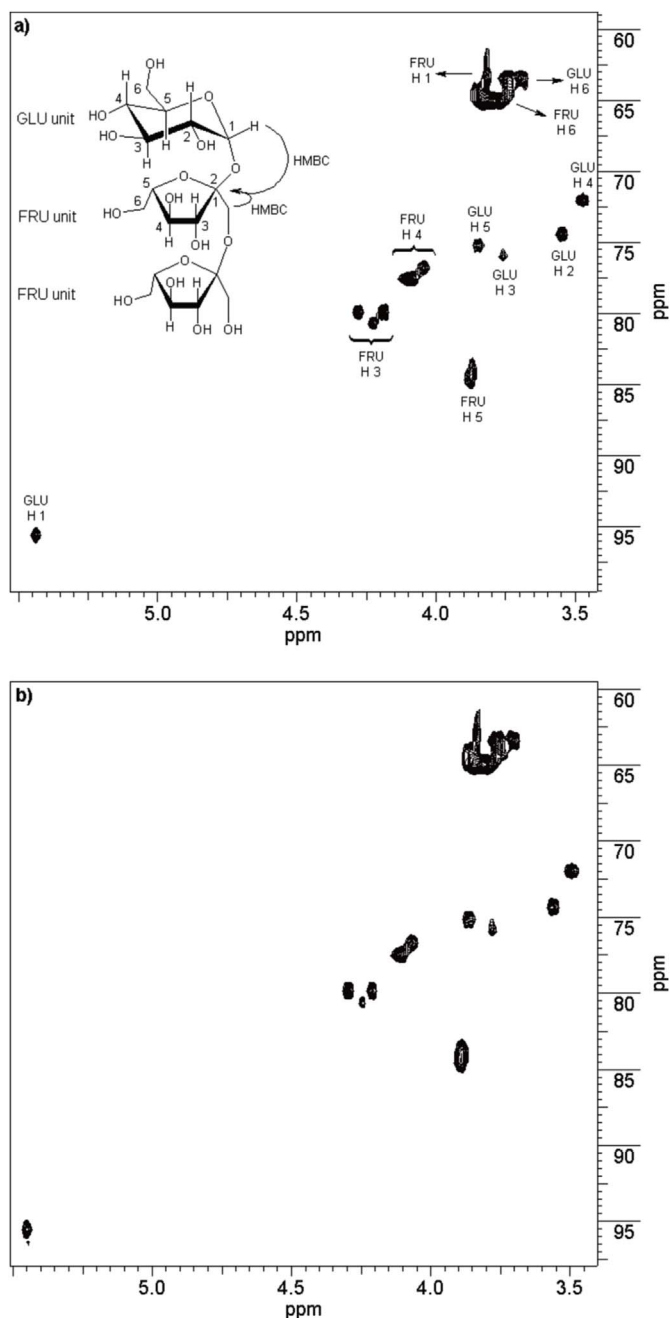 a)
FRU
H 1
GLU
H 6
FRU
H 6
GLU
H 4
GLU
H 2
GLU
H 5
GLU
H 3
FRU
H 4
FRU
H 3
FRU
H 5
GLU
H 1
GLU unit
FRU unit
FRU unit
OH
H
6
O
H
4
5
1
H
HO
HO
3
H
H
2
OH
O
HMBC
HMBC
O
2
1
5
6
HO
OH
H
4
H
3
OH
O
O
HO
OH
H
H
OH
OH
60
65
70
75
80
85
90
95
ppm
5.0
4.5
4.0
3.5
ppm
b)
60
65
70
75
80
85
90
95
ppm
5.0
4.5
4.0
3.5
ppm